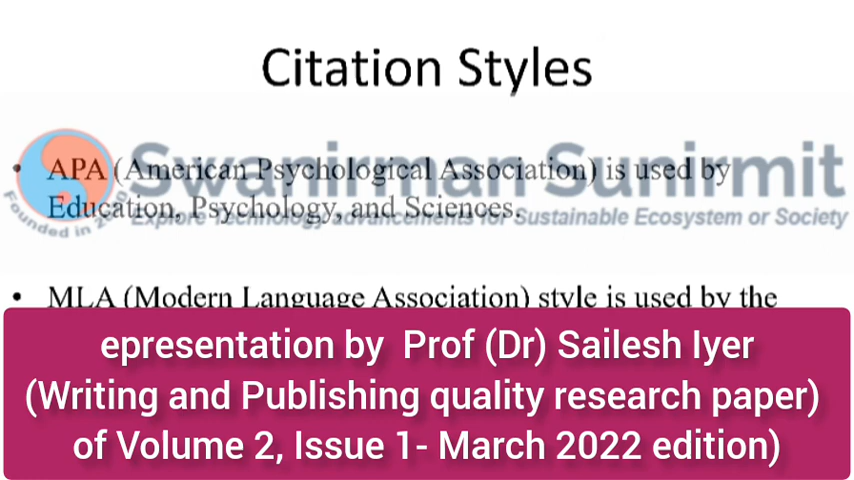 Citation Styles
Swanirman Sunirmit
• APA (American Psychological Association) is used by
Education, Psychology, and Sciences.
Explore Technology advancements for Sustainable Ecosystem or Society
Founded in
• MLA (Modern Language Association) style is used by the
epresentation by Prof (Dr) Sailesh Iyer
(Writing and Publishing quality research paper)
of Volume 2, Issue 1- March 2022 edition)